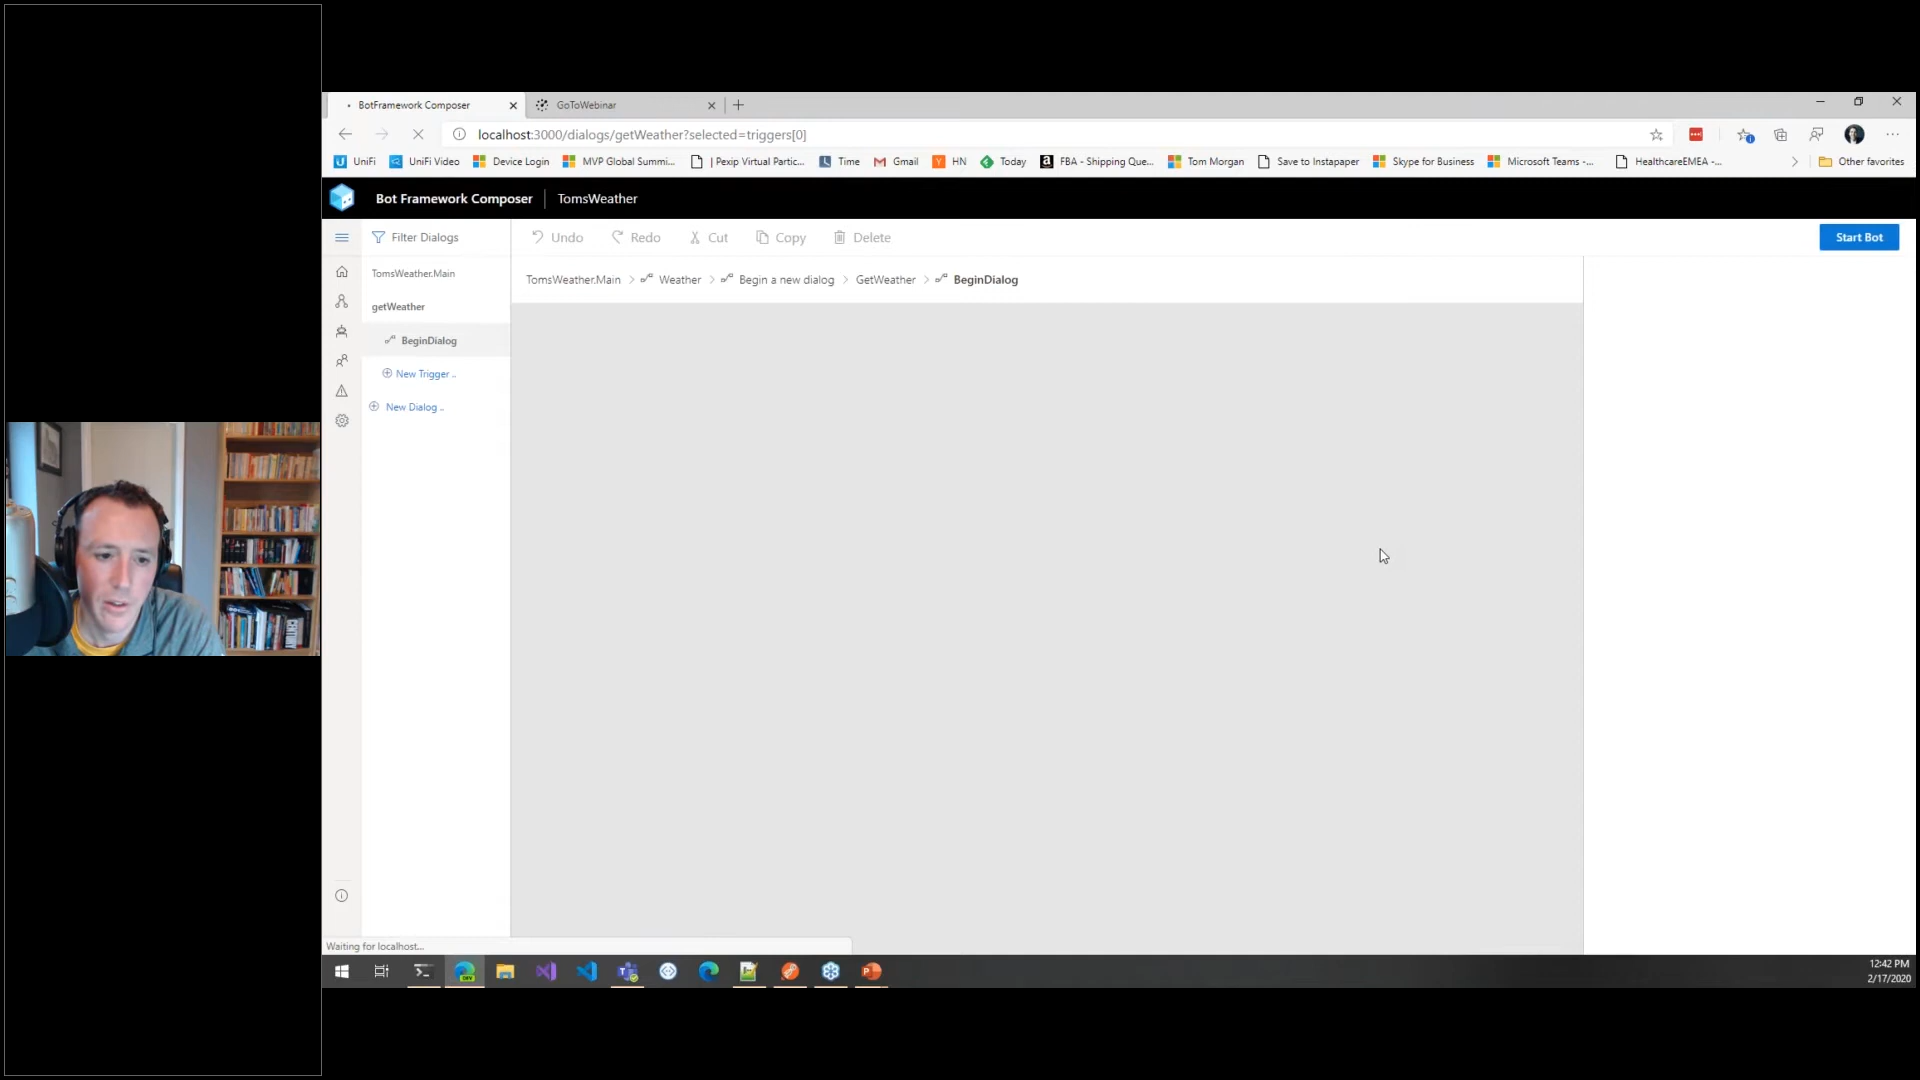 BotFramework Composer
GoToWebinar
localhost:3000/dialogs/getWeather?selected=triggers[0]
UniFi
UniFi Video
Device Login
MVP Global Summi...
| Pexip Virtual Partic...
Time
Gmail
HN
Today
FBA - Shipping Que...
Tom Morgan
Save to Instapaper
Skype for Business
Microsoft Teams -...
HealthcareEMEA -...
Other favorites
Bot Framework Composer
TomsWeather
Filter Dialogs
Undo
Redo
Cut
Copy
Delete
Start Bot
TomsWeather.Main
TomsWeather.Main > Weather > Begin a new dialog > GetWeather > BeginDialog
getWeather
BeginDialog
New Trigger ..
New Dialog ..
Waiting for localhost...
12:42 PM
2/17/2020